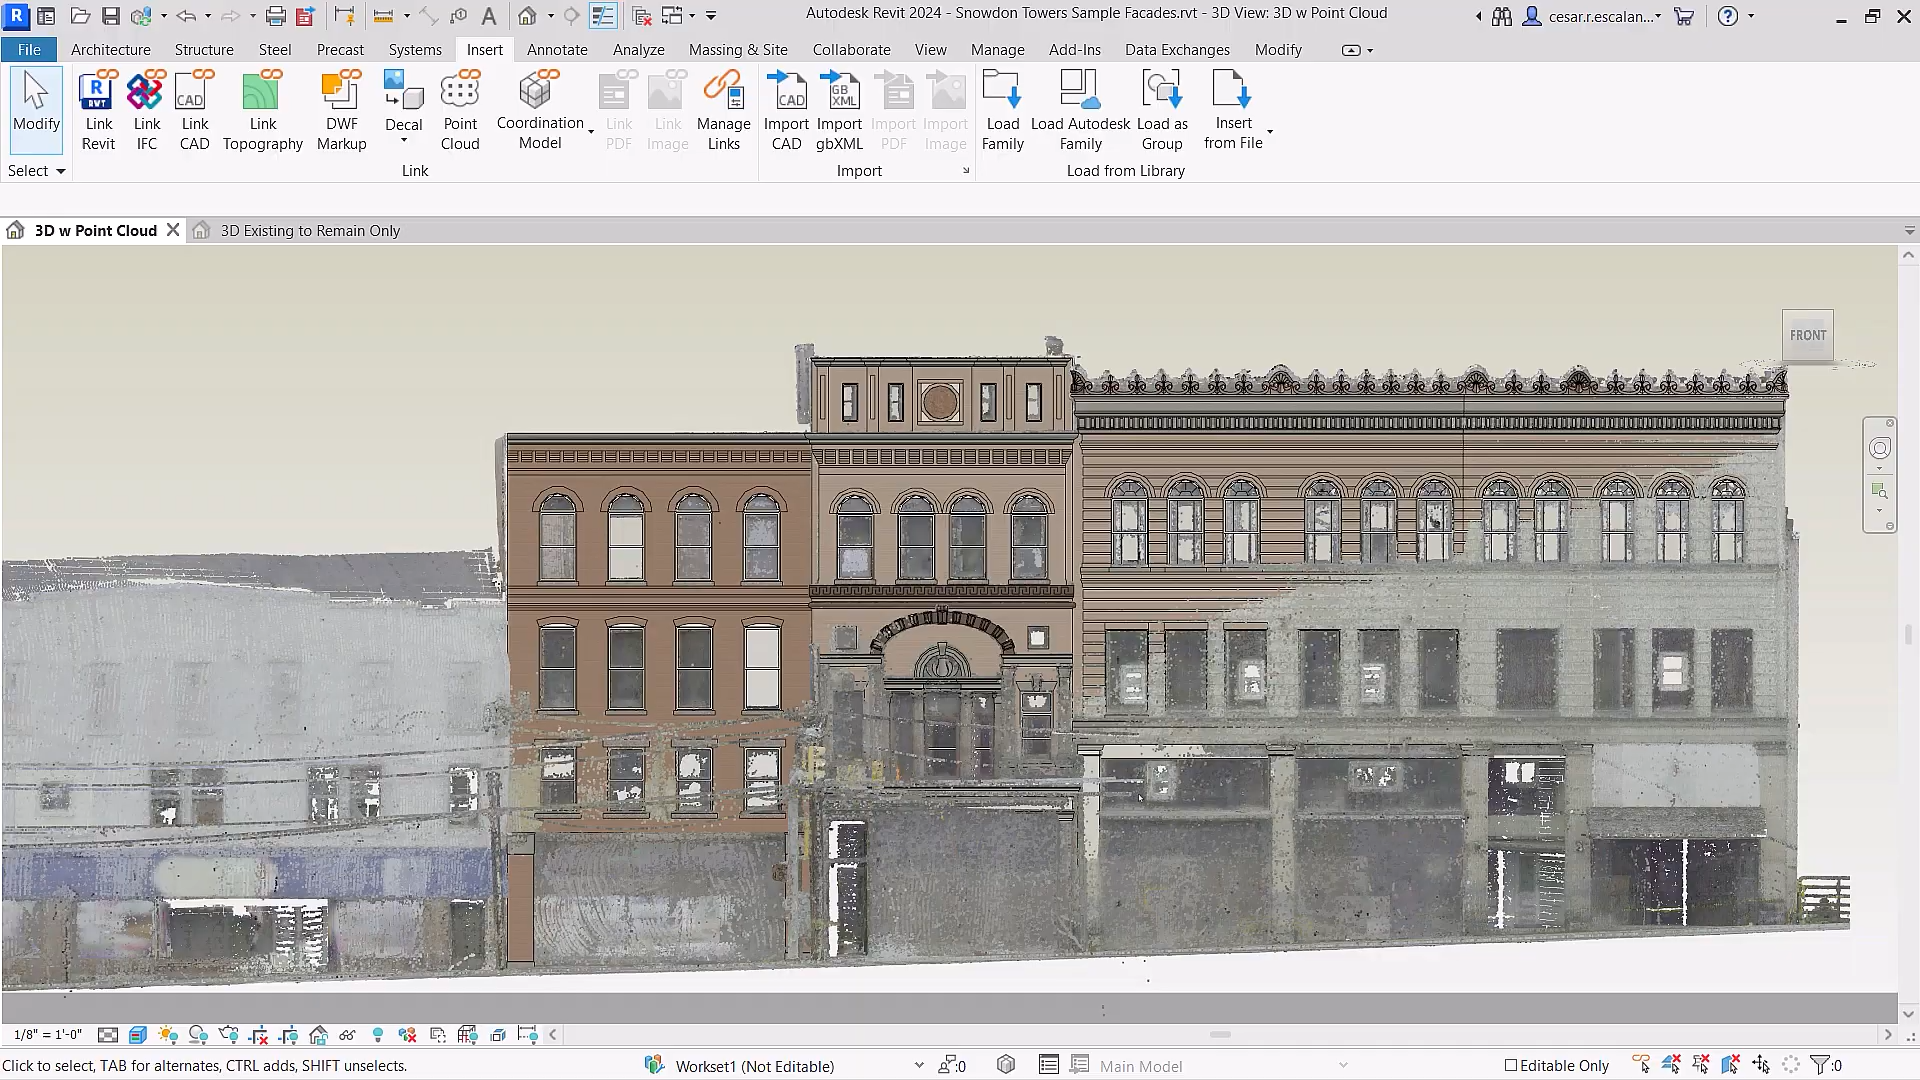 R
Autodesk Revit 2024 - Snowdon Towers Sample Facades.rvt - 3D View: 3D w Point Cloud
cesar.r.escalan...
File Architecture Structure Steel Precast Systems Insert Annotate Analyze Massing & Site Collaborate View Manage Add-Ins Data Exchanges Modify
Modify
Link Revit
Link IFC
Link CAD
Link Topography
DWF Markup
Decal
Point Cloud
Coordination Model
Link PDF
Link Image
Manage Links
Import CAD
Import gbXML
Import PDF
Import Image
Load Family
Load Autodesk Family
Load as Group
Insert from File
R
RVT
CAD
CAD
GB
XML
Select
Link
Import
Load from Library
3D w Point Cloud
3D Existing to Remain Only
FRONT
1/8" = 1'-0"
Click to select, TAB for alternates, CTRL adds, SHIFT unselects.
Workset1 (Not Editable)
:0
Main Model
Editable Only
:0